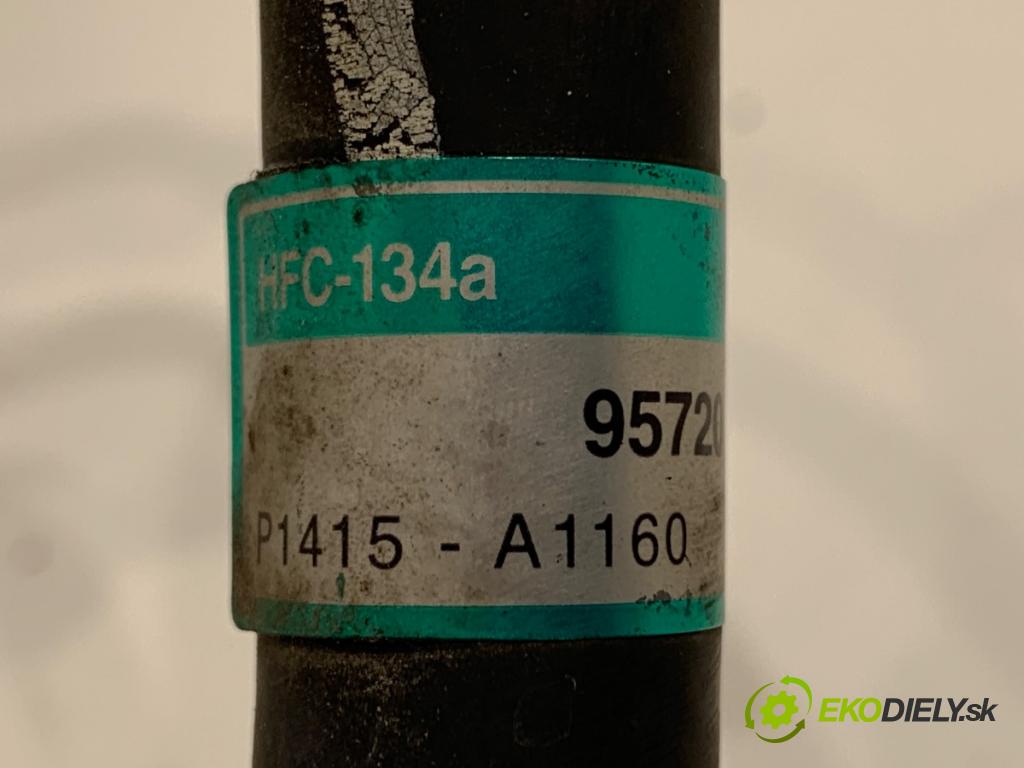 HFC-134a
95720
P1415 - A1160
EKODIELY.sk